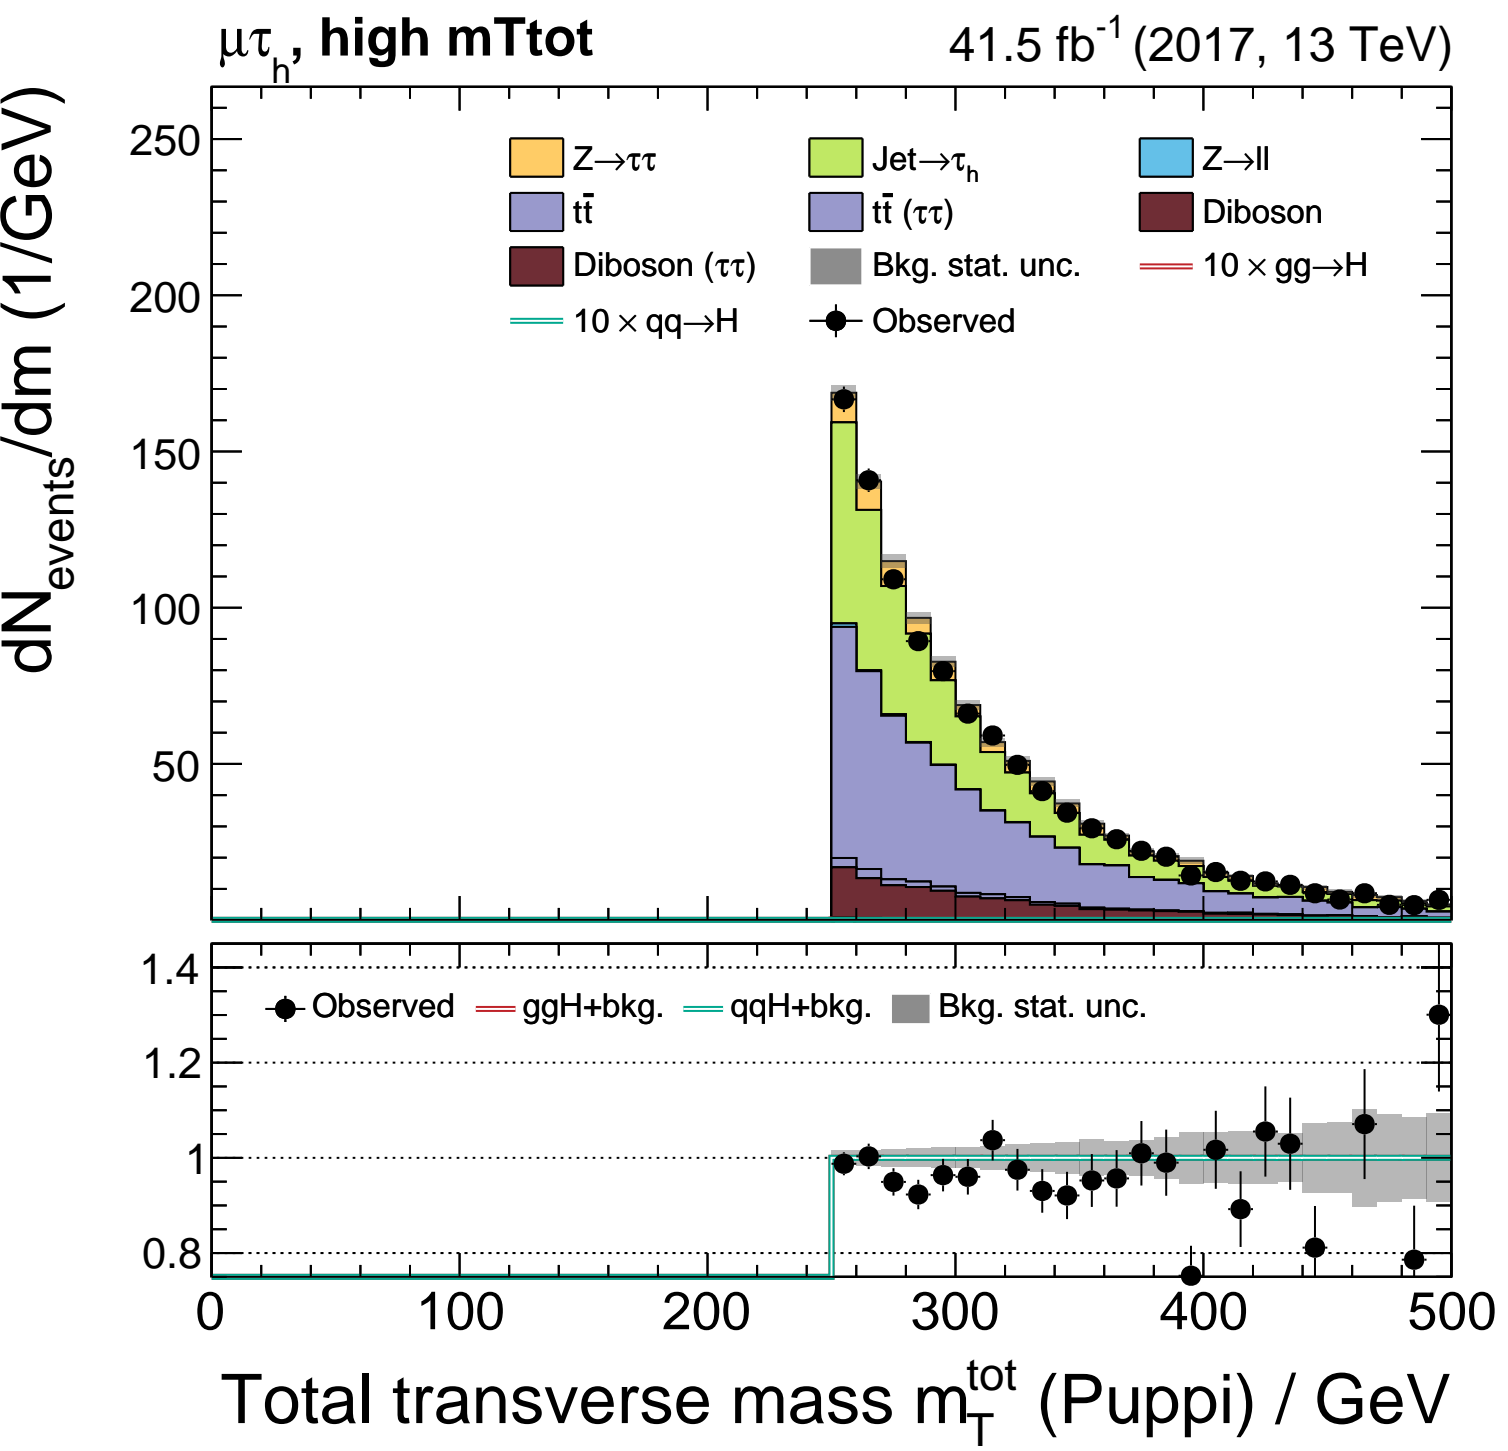 μτh, high mTtot
41.5 fb-1 (2017, 13 TeV)
dNevents/dm (1/GeV)
250
200
150
100
50
Z→ττ Jet→τh Z→ll
tt̄ tt̄ (ττ) Diboson
Diboson (ττ) Bkg. stat. unc. 10 × gg→H
10 × qq→H Observed
1.4
1.2
1
0.8
Observed ggH+bkg. qqH+bkg. Bkg. stat. unc.
0 100 200 300 400 500
Total transverse mass mTtot (Puppi) / GeV